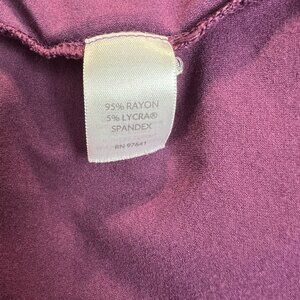 95% RAYON
5% LYCRA®
SPANDEX
RN 97641